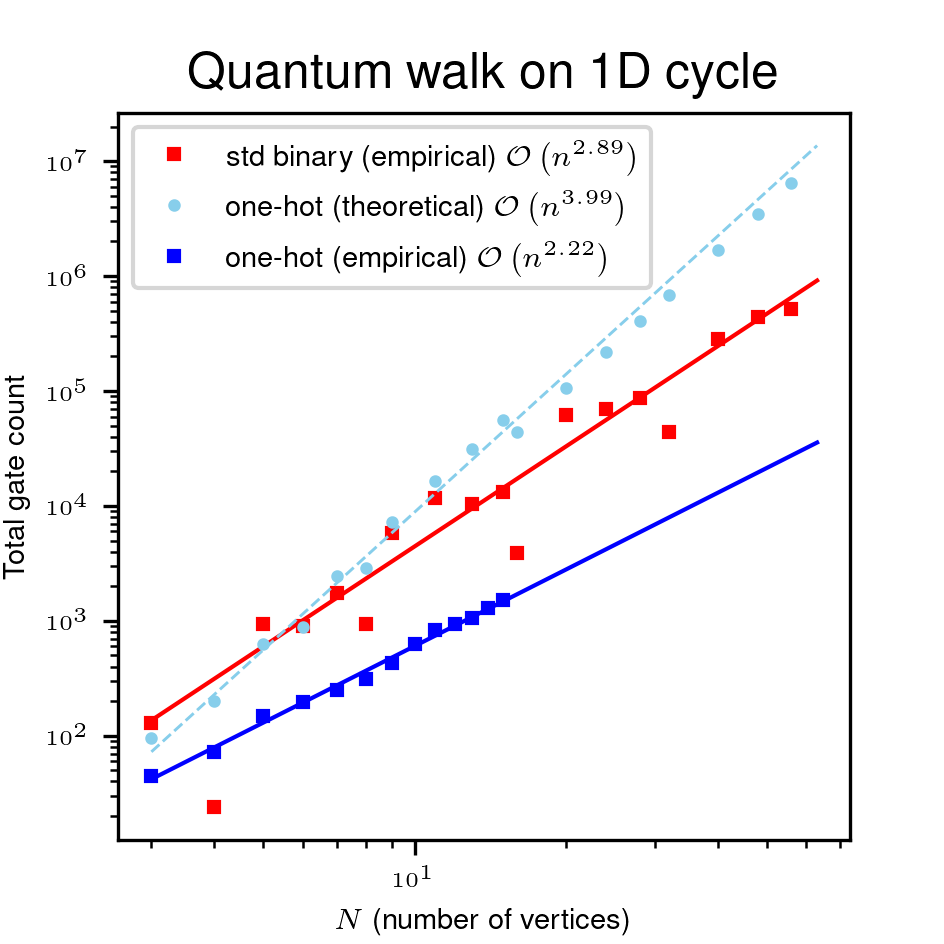 Quantum walk on 1D cycle
std binary (empirical) 𝒪 (n^2.89)
one-hot (theoretical) 𝒪 (n^3.99)
one-hot (empirical) 𝒪 (n^2.22)
Total gate count
10^7
10^6
10^5
10^4
10^3
10^2
10^1
N (number of vertices)